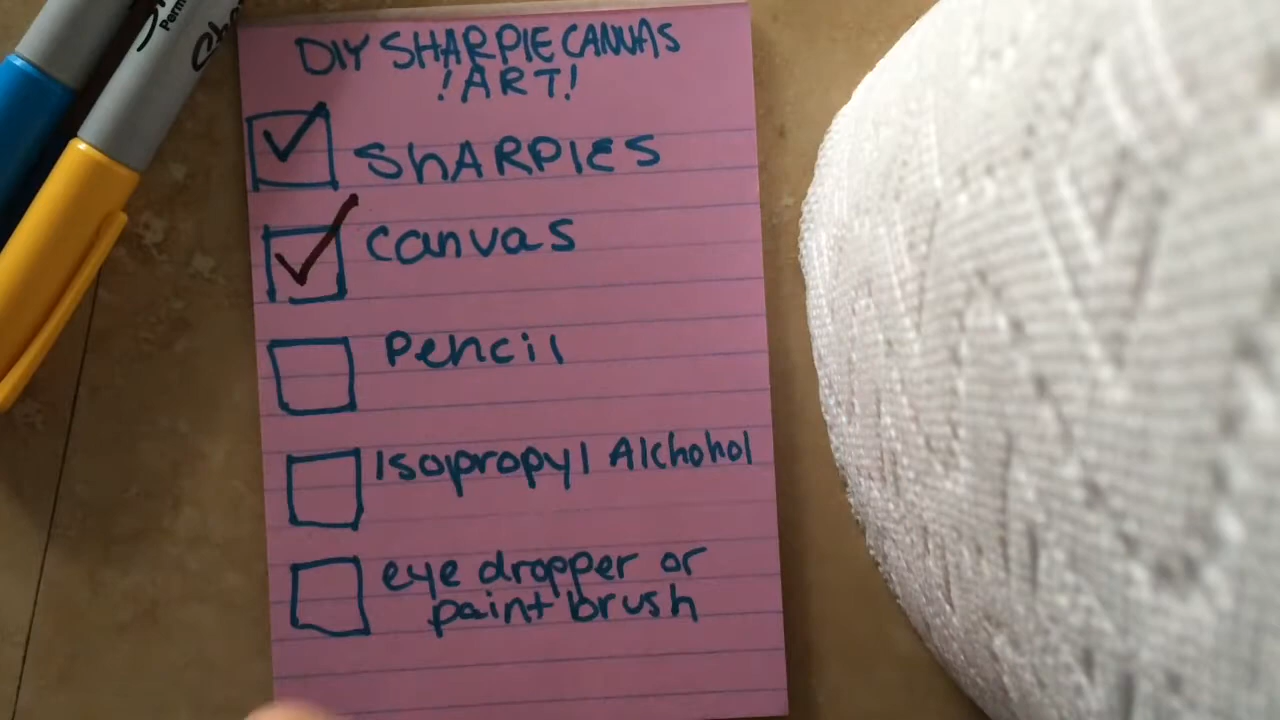 DIY SHARPIE CANVAS
!ART!
ShARPIES
Canvas
Pencil
Isopropyl Alchohol
eye dropper or
paint brush